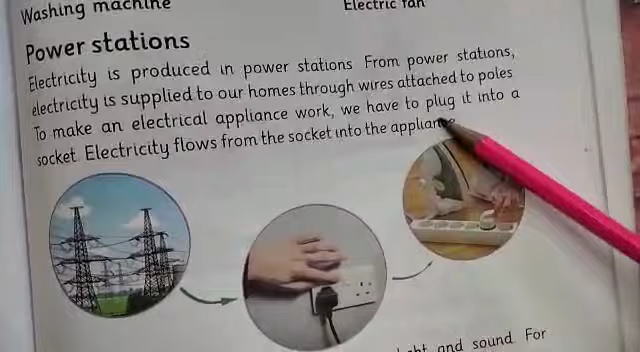 Washing machine
Electric fan
Power stations
Electricity is produced in power stations From power stations,
electricity is supplied to our homes through wires attached to poles
To make an electrical appliance work, we have to plug it into a
socket. Electricity flows from the socket into the
and sound. For